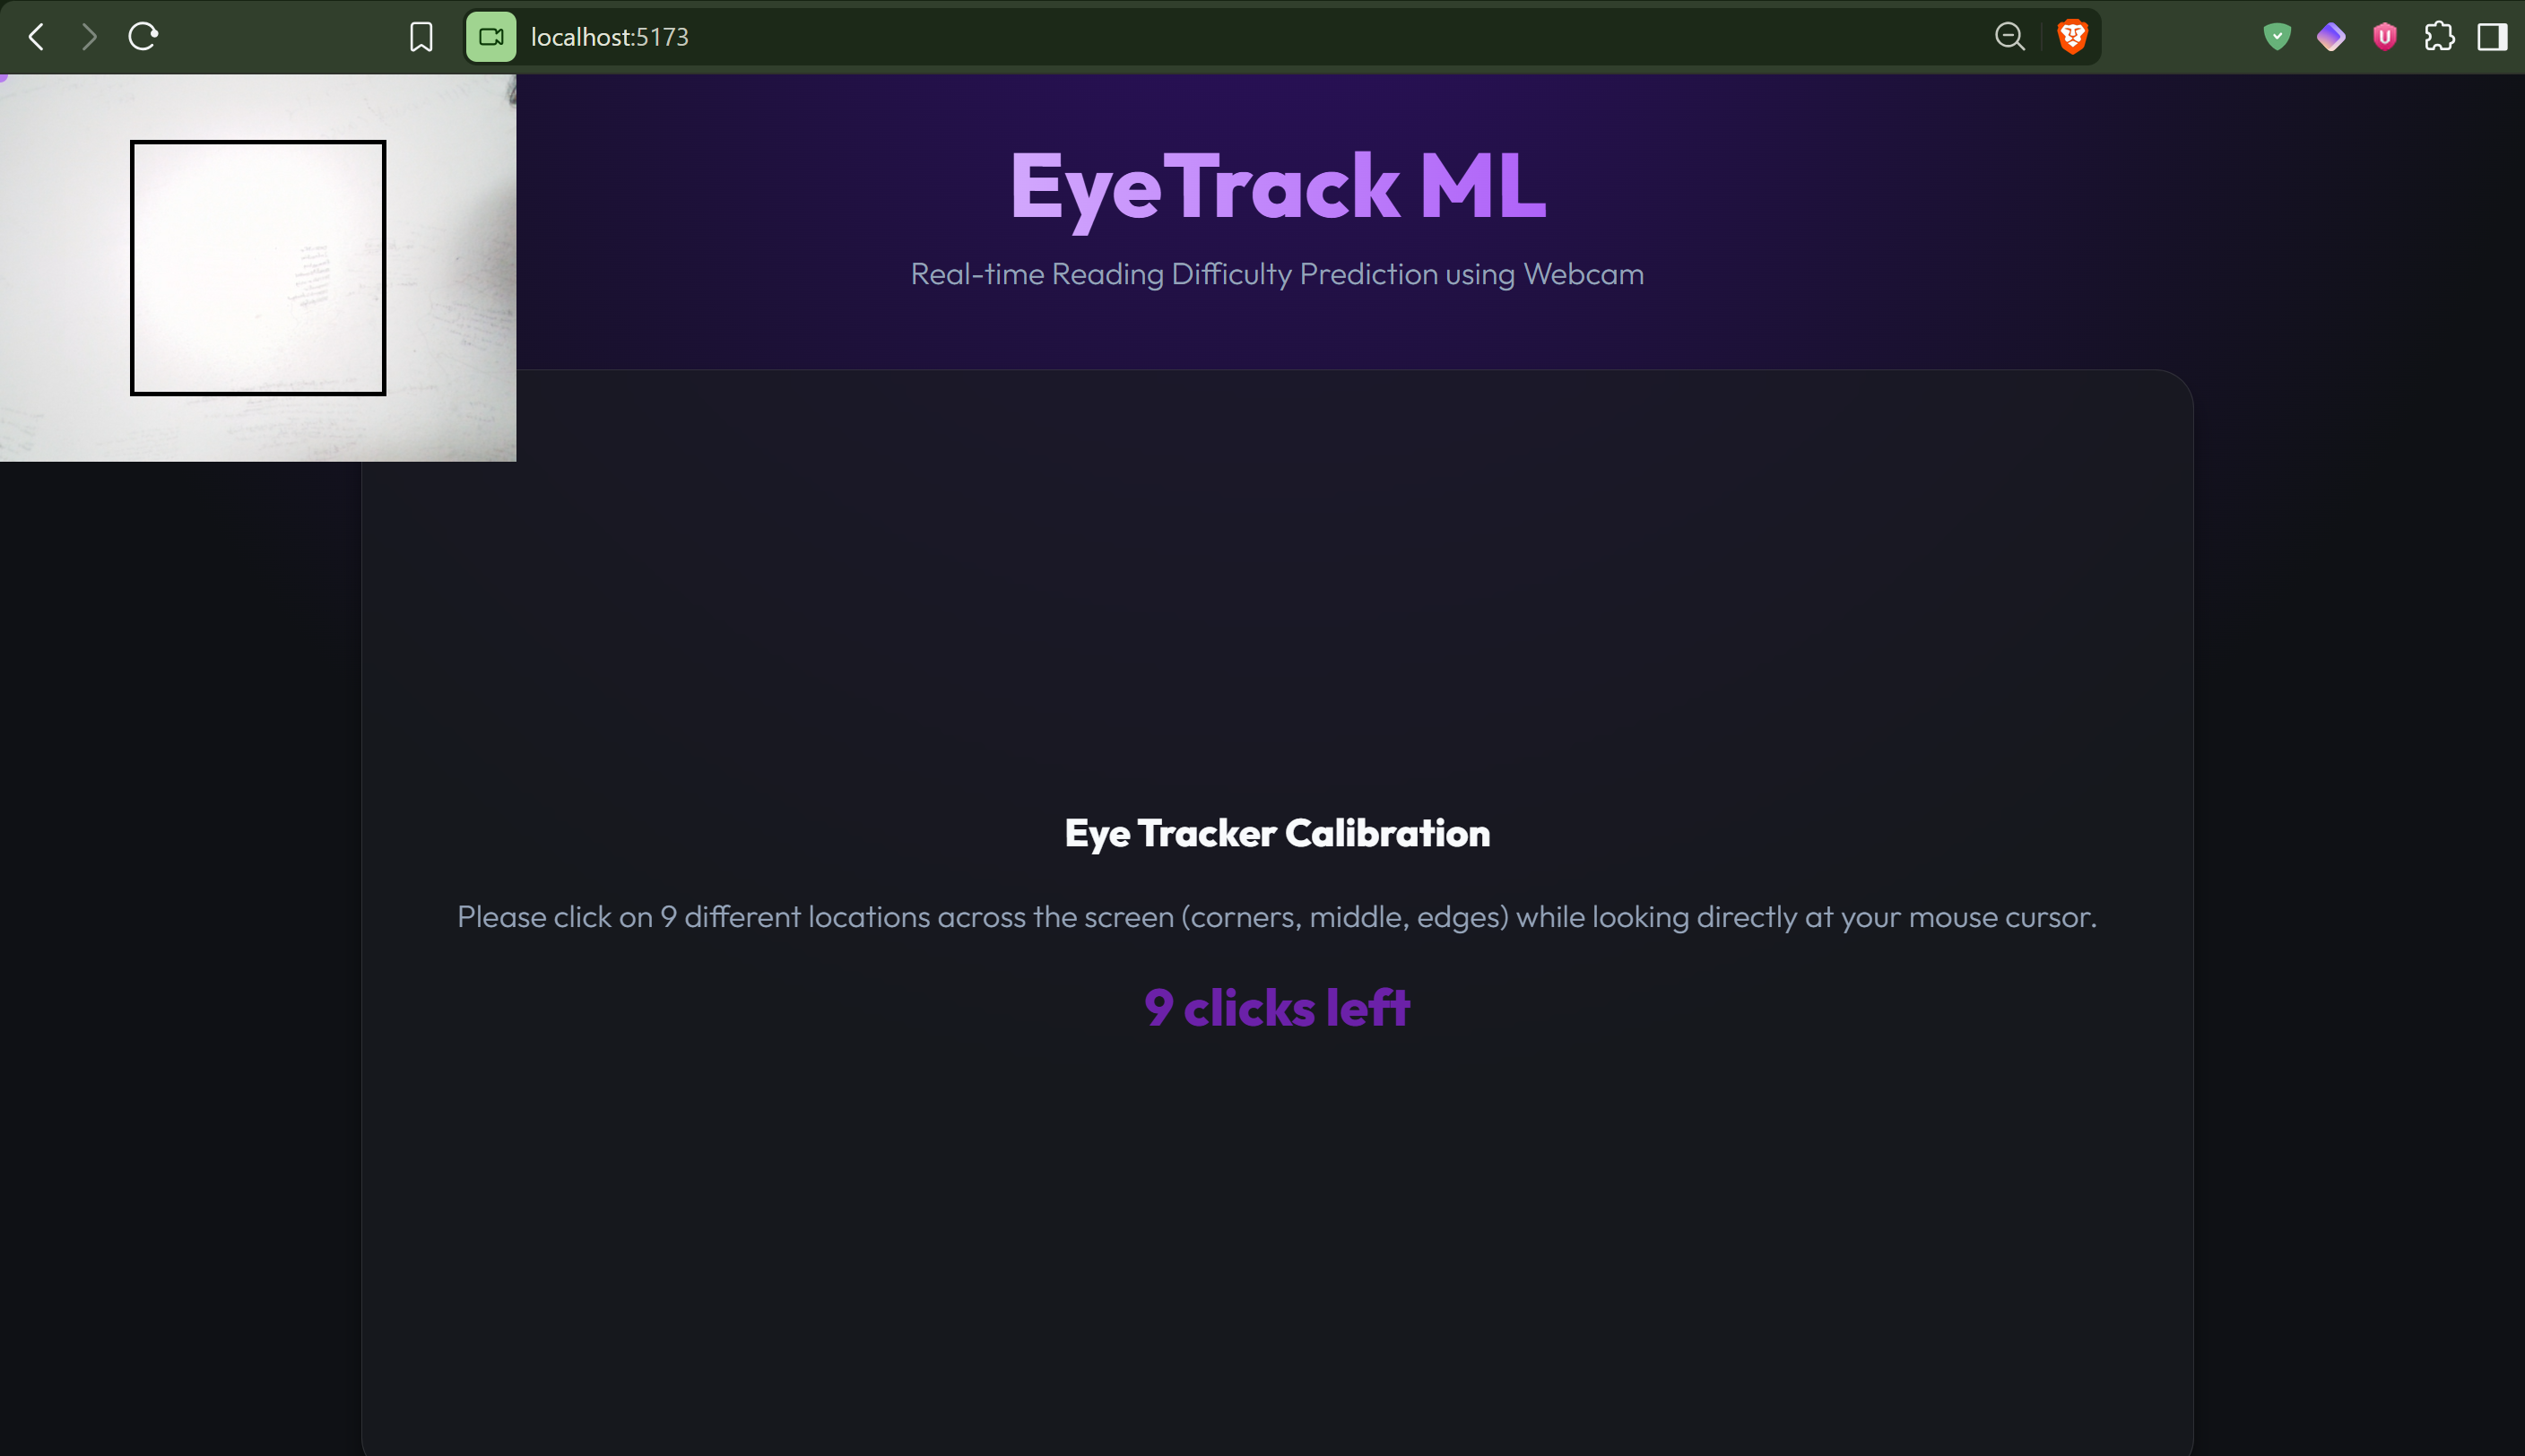 localhost:5173
EyeTrack ML
Real-time Reading Difficulty Prediction using Webcam
Eye Tracker Calibration
Please click on 9 different locations across the screen (corners, middle, edges) while looking directly at your mouse cursor.
9 clicks left